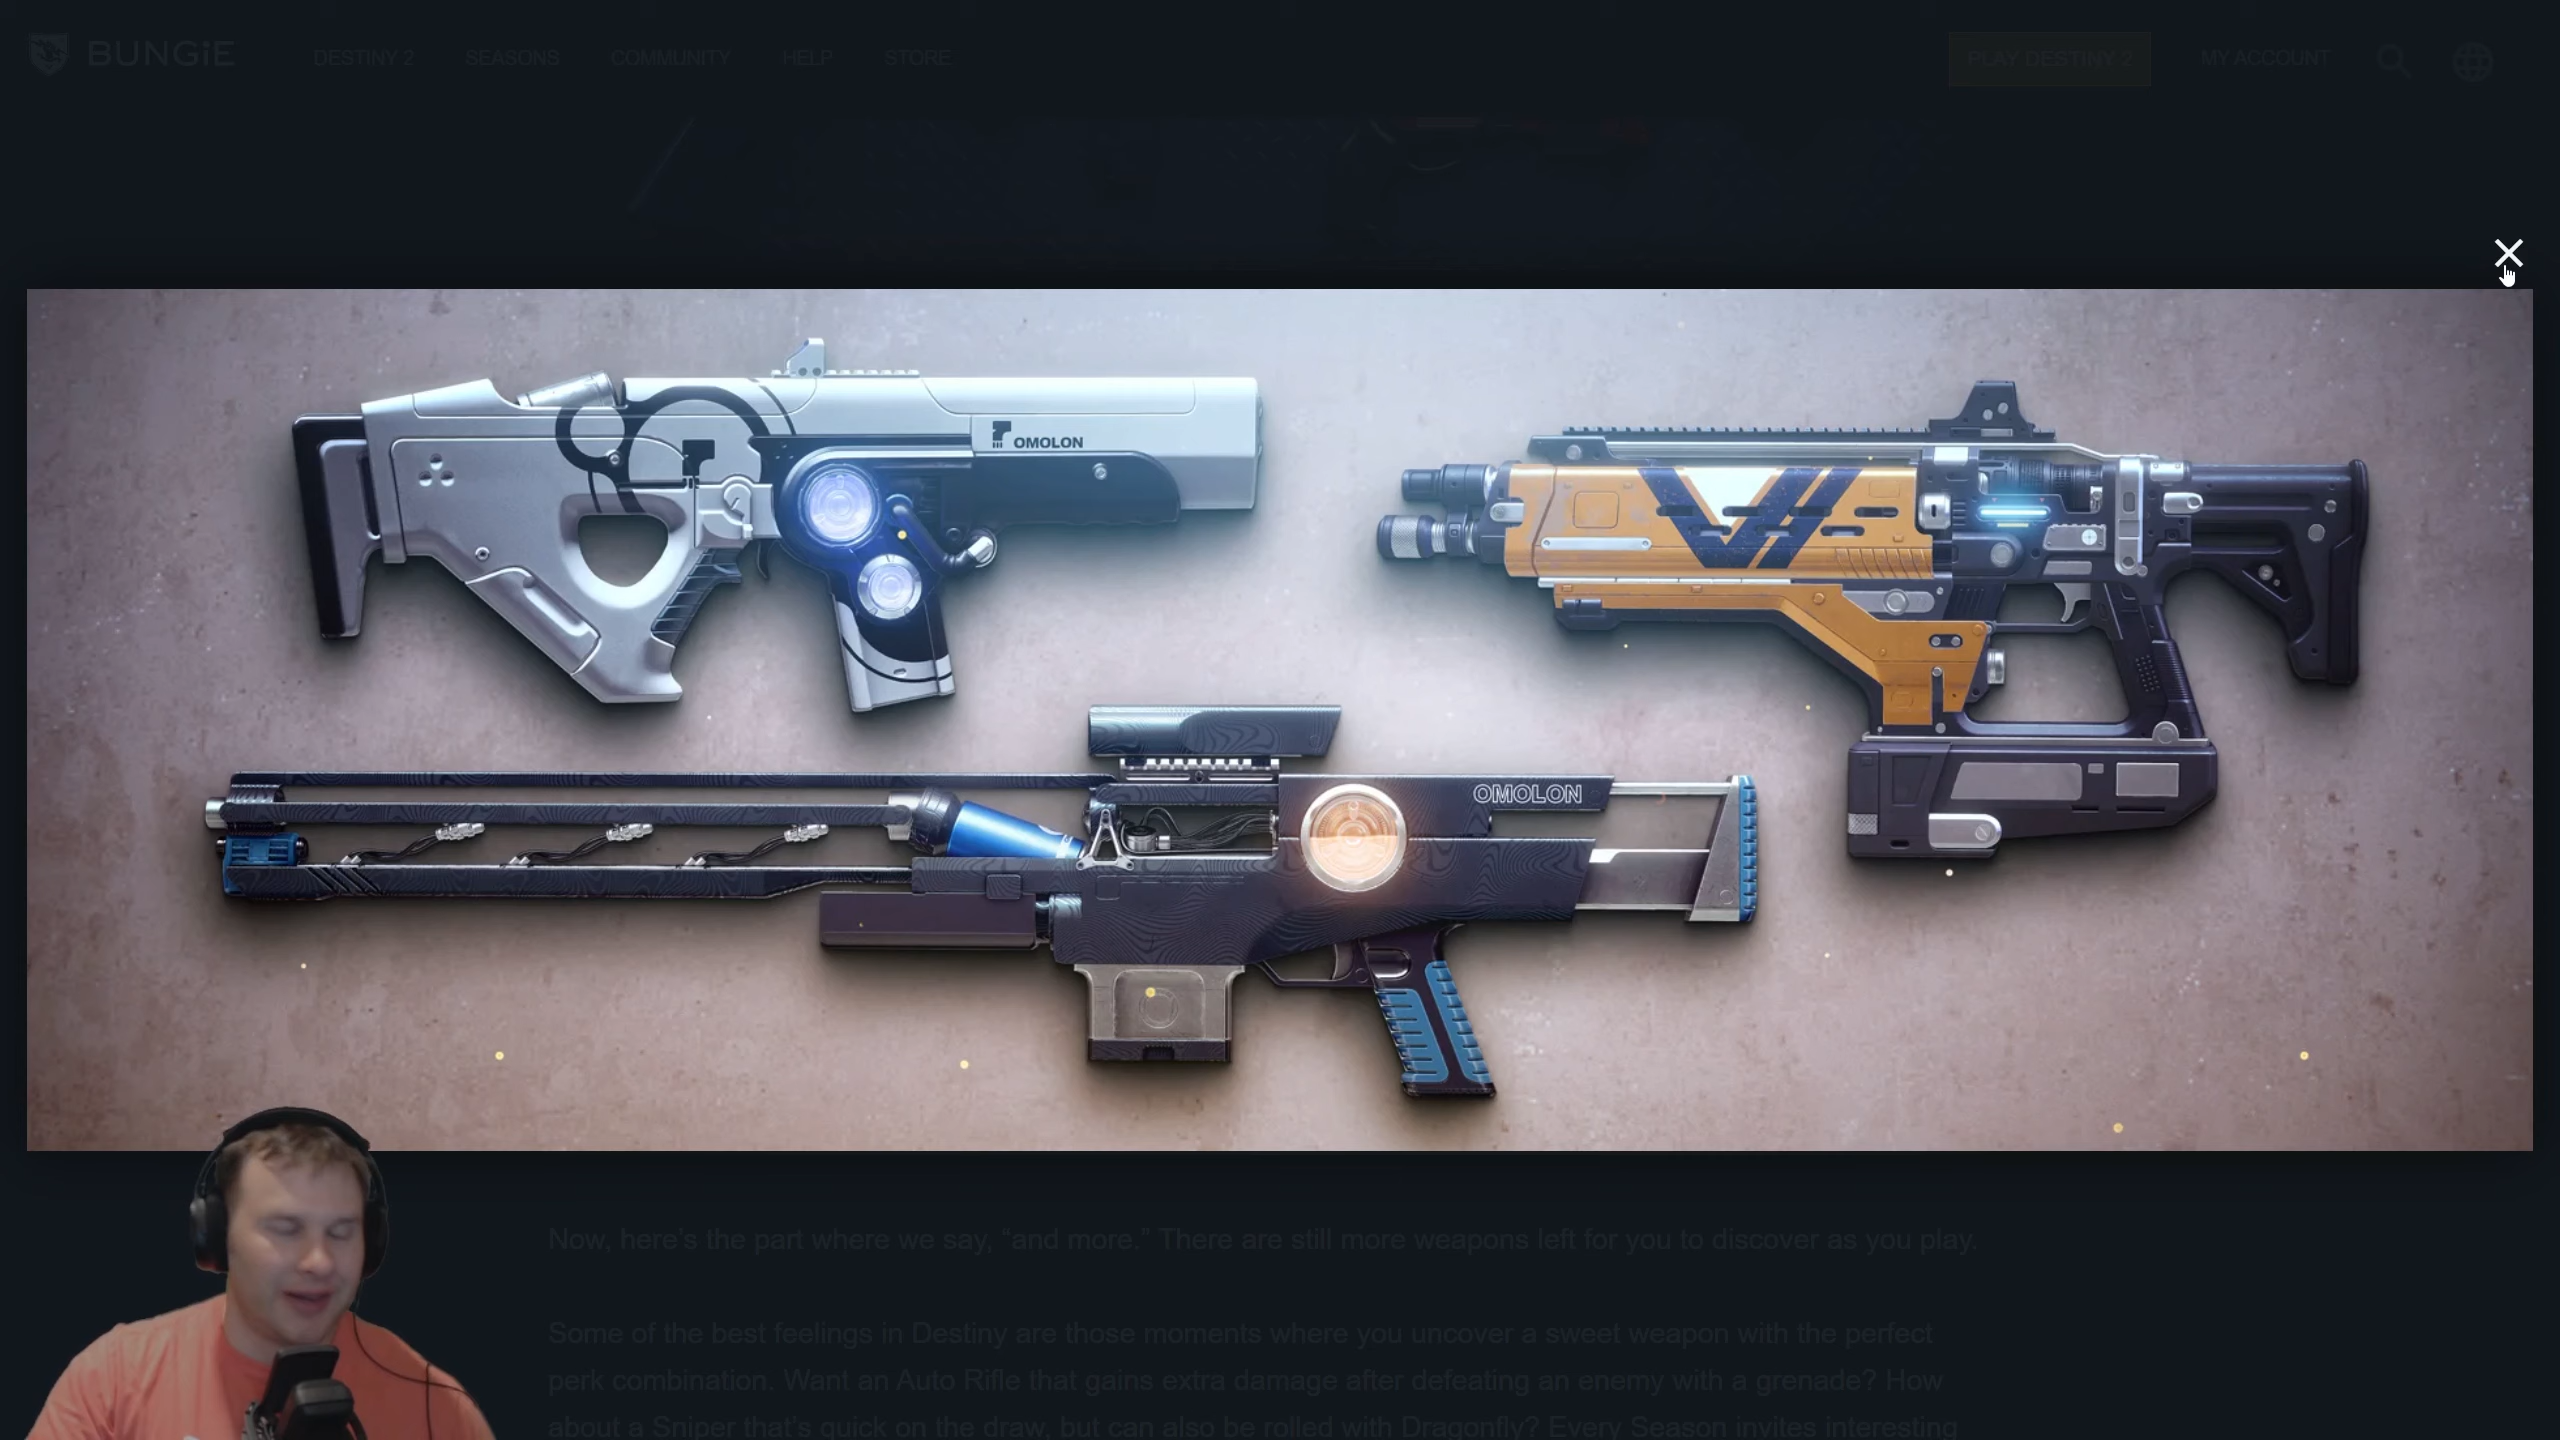 BUNGiE DESTINY 2 SEASONS COMMUNITY HELP STORE PLAY DESTINY 2 MY ACCOUNT
OMOLON
OMOLON
Now, here's the part where we say, “and more.” There are still more weapons left for you to discover as you play.
Some of the best feelings in Destiny are those moments where you uncover a sweet weapon with the perfect
perk combination. Want an Auto Rifle that gains extra damage after defeating an enemy with a grenade? How
about a Sniper that's quick on the draw, but can also be rolled with Dragonfly? Every Season invites interesting